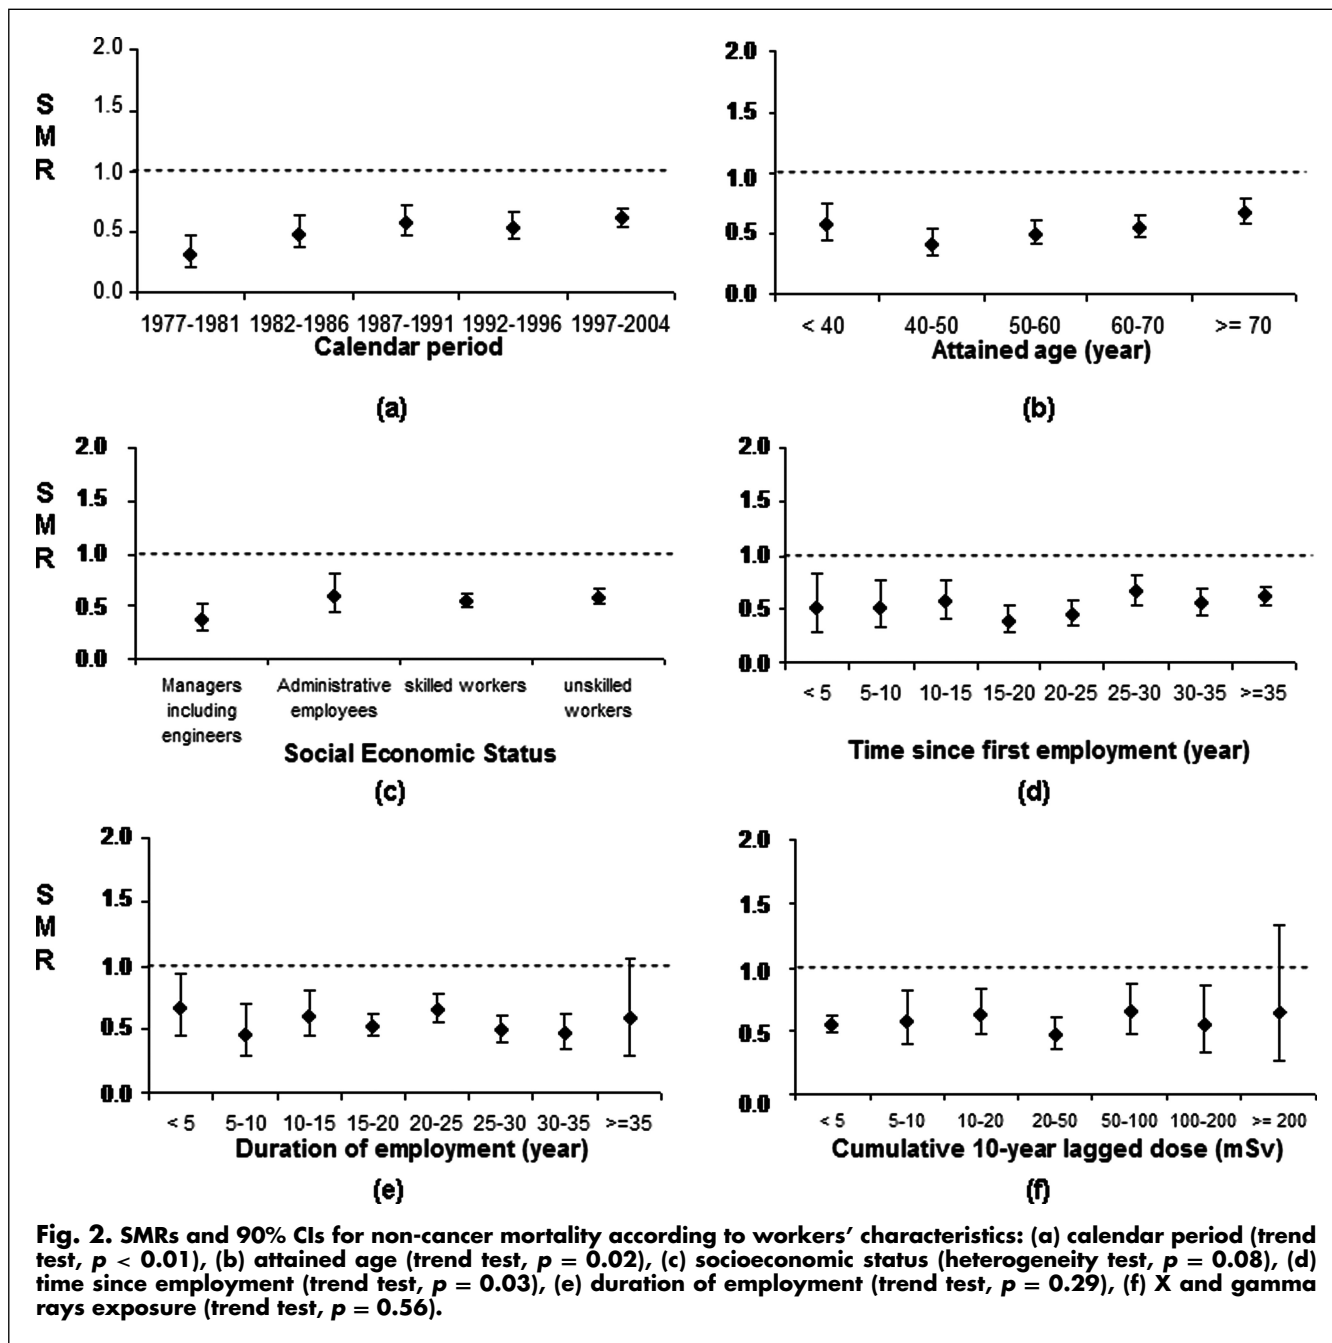 2.0
1.5
1.0
0.5
0.0
S
M
R
1977-1981 1982-1986 1987-1991 1992-1996 1997-2004
Calendar period
(a)
2.0
1.5
1.0
0.5
0.0
< 40 40-50 50-60 60-70 >= 70
Attained age (year)
(b)
2.0
1.5
1.0
0.5
0.0
S
M
R
Managers Administrative skilled workers unskilled
including employees workers
engineers
Social Economic Status
(c)
2.0
1.5
1.0
0.5
0.0
< 5 5-10 10-15 15-20 20-25 25-30 30-35 >=35
Time since first employment (year)
(d)
2.0
1.5
1.0
0.5
0.0
S
M
R
< 5 5-10 10-15 15-20 20-25 25-30 30-35 >=35
Duration of employment (year)
(e)
2.0
1.5
1.0
0.5
0.0
< 5 5-10 10-20 20-50 50-100 100-200 >= 200
Cumulative 10-year lagged dose (mSv)
(f)
Fig. 2. SMRs and 90% CIs for non-cancer mortality according to workers' characteristics: (a) calendar period (trend
test, p < 0.01), (b) attained age (trend test, p = 0.02), (c) socioeconomic status (heterogeneity test, p = 0.08), (d)
time since employment (trend test, p = 0.03), (e) duration of employment (trend test, p = 0.29), (f) X and gamma
rays exposure (trend test, p = 0.56).